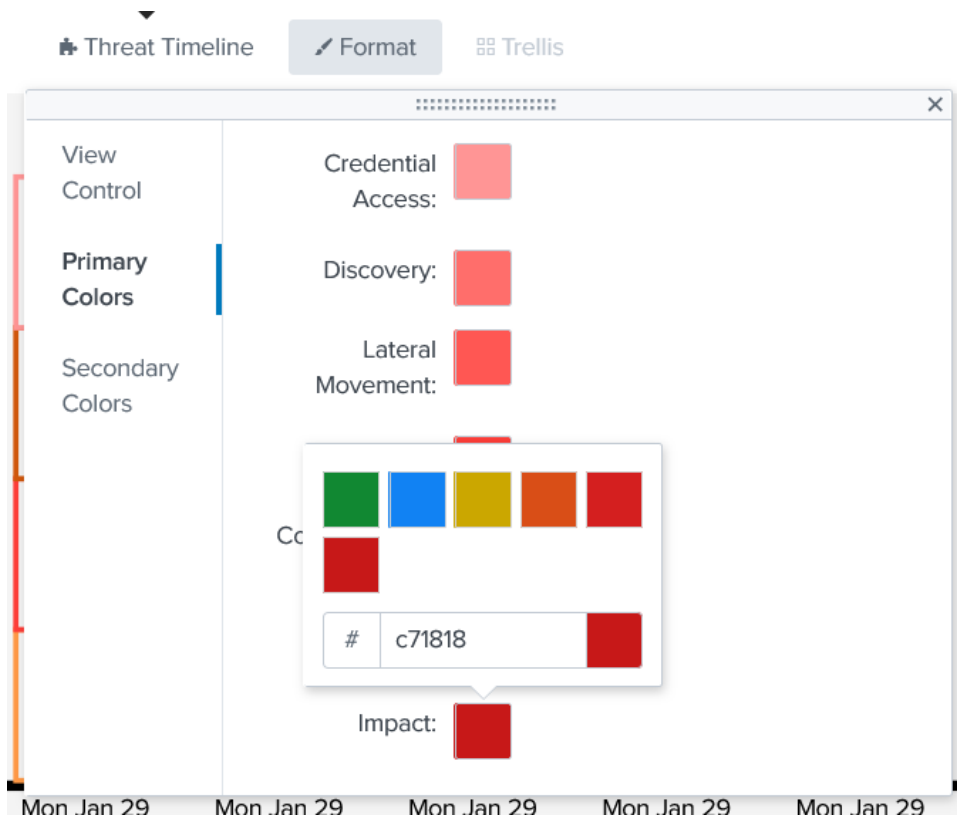 Threat Timeline Format Trellis
View
Control
Primary
Colors
Secondary
Colors
Credential
Access:
Discovery:
Lateral
Movement:
Co
# c71818
Impact:
Mon Jan 29 Mon Jan 29 Mon Jan 29 Mon Jan 29 Mon Jan 29